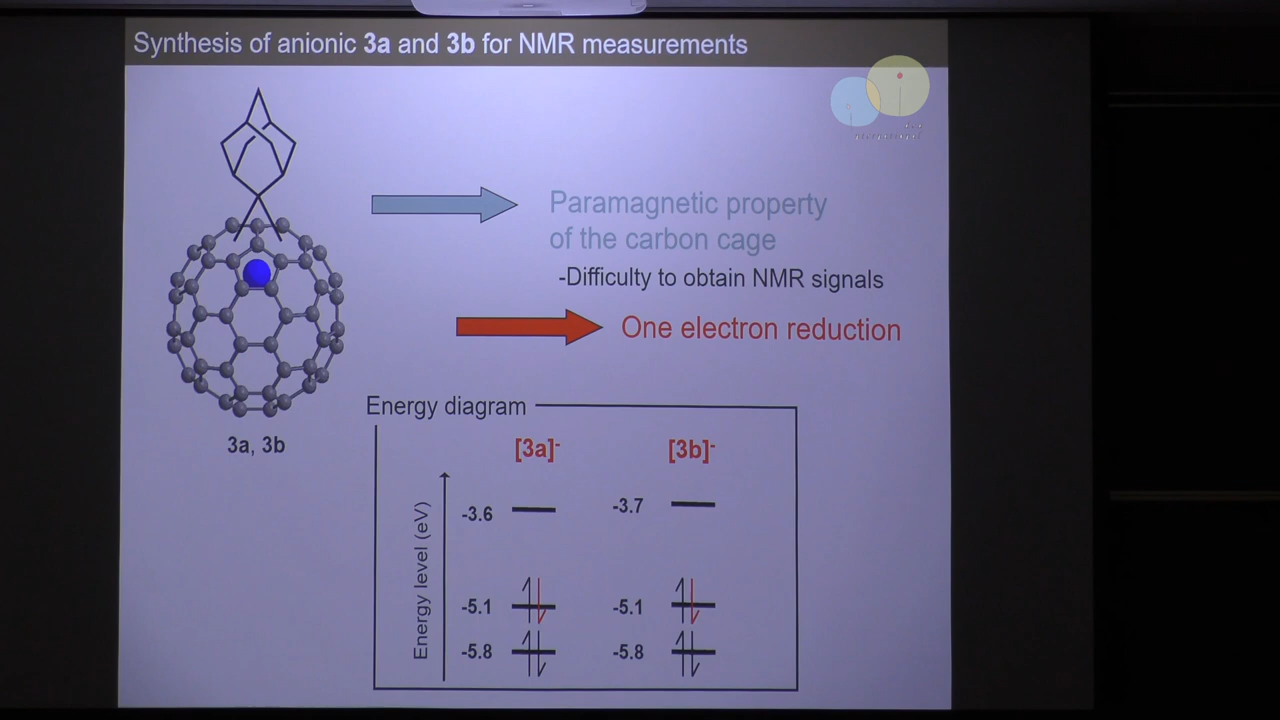 Synthesis of anionic 3a and 3b for NMR measurements
Paramagnetic property
of the carbon cage
-Difficulty to obtain NMR signals
One electron reduction
3a, 3b
Energy diagram
[3a]-
[3b]-
Energy level (eV)
-3.6
-3.7
-5.1
-5.1
-5.8
-5.8